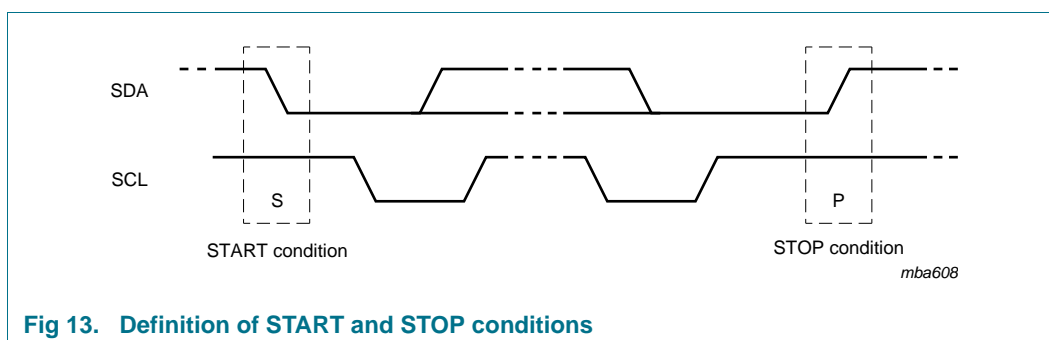 SDA
SCL
S
P
START condition
STOP condition
mba608
Fig 13. Definition of START and STOP conditions